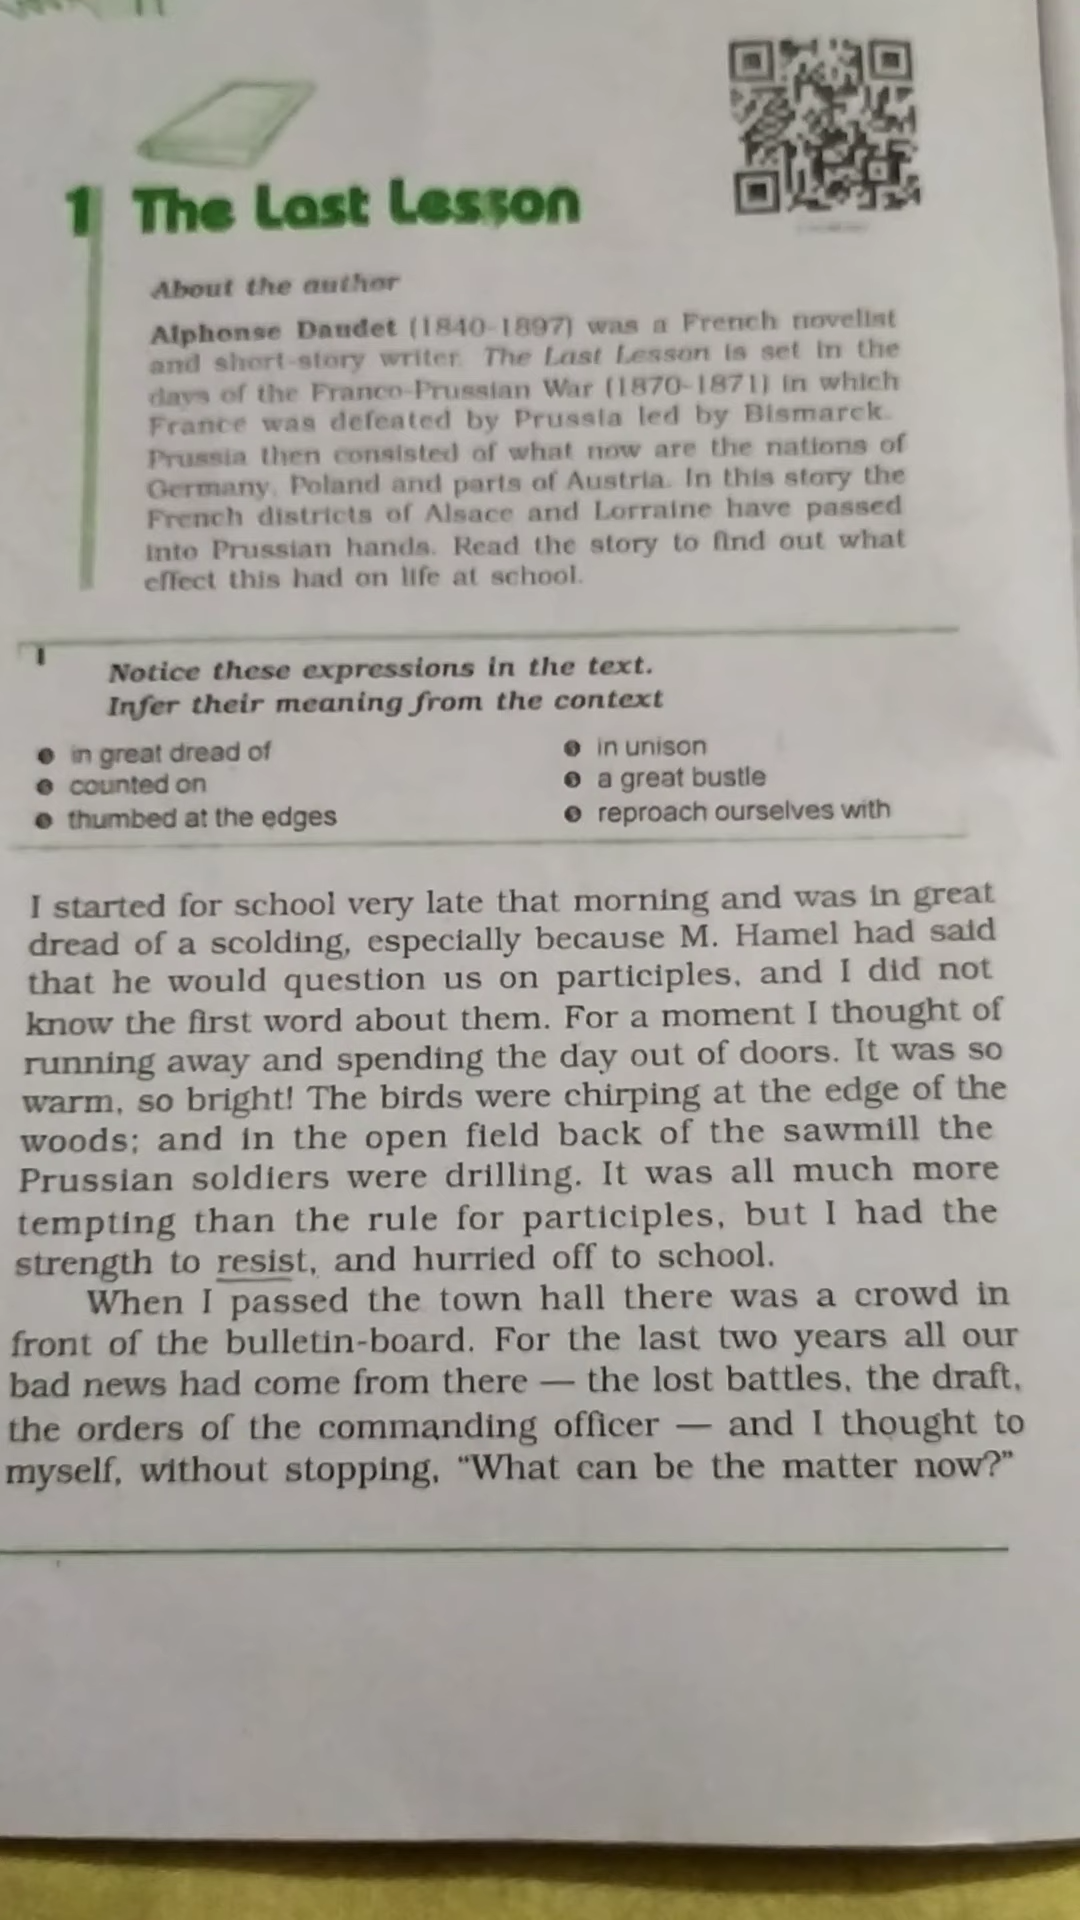 1 The Last Lesson
About the author
Alphonse Daudet (1840-1897) was a French novelist
and short-story writer. The Last Lesson is set in the
days of the Franco-Prussian War (1870-1871) in which
France was defeated by Prussia led by Bismarck.
Prussia then consisted of what now are the nations of
Germany, Poland and parts of Austria. In this story the
French districts of Alsace and Lorraine have passed
into Prussian hands. Read the story to find out what
effect this had on life at school.
Notice these expressions in the text.
Infer their meaning from the context
in great dread of
counted on
thumbed at the edges
in unison
a great bustle
reproach ourselves with
I started for school very late that morning and was in great
dread of a scolding, especially because M. Hamel had said
that he would question us on participles, and I did not
know the first word about them. For a moment I thought of
running away and spending the day out of doors. It was so
warm, so bright! The birds were chirping at the edge of the
woods; and in the open field back of the sawmill the
Prussian soldiers were drilling. It was all much more
tempting than the rule for participles, but I had the
strength to resist, and hurried off to school.
When I passed the town hall there was a crowd in
front of the bulletin-board. For the last two years all our
bad news had come from there — the lost battles, the draft,
the orders of the commanding officer — and I thought to
myself, without stopping, “What can be the matter now?”